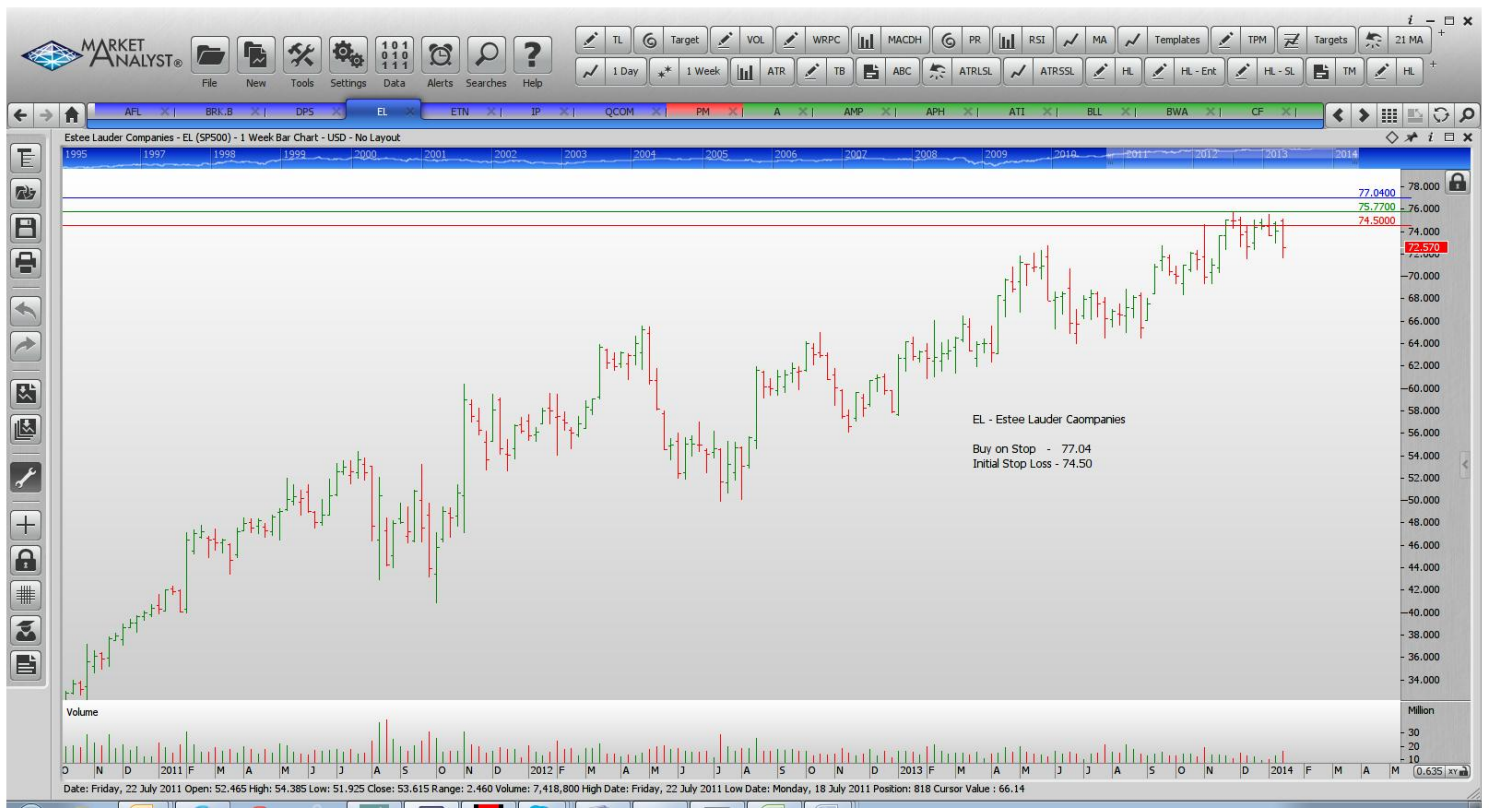 MARKET ANALYST®
File New Tools Settings Data Alerts Searches Help
TL Target VOL WRPC MACDH PR RSI MA Templates TPM Targets 21 MA
1 Day 1 Week ATR TB ABC ATRLSL ATRSSL HL HL - Ent HL - SL TM HL
AFL BRK.B DPS EL ETN IP QCOM PM A AMP APH ATI BLL BWA CF
Estee Lauder Companies - EL (SP500) - 1 Week Bar Chart - USD - No Layout
1995 1997 1998 1999 2000 2001 2002 2003 2004 2005 2006 2007 2008 2009 2010 2011 2012 2013 2014
77.0400
75.7700
74.5000
78.000
76.000
74.000
72.570
72.000
70.000
68.000
66.000
64.000
62.000
60.000
58.000
56.000
54.000
52.000
50.000
48.000
46.000
44.000
42.000
40.000
38.000
36.000
34.000
EL - Estee Lauder Caompanies
Buy on Stop - 77.04
Initial Stop Loss - 74.50
Volume
Million
30
20
10
O N D 2011 F M A M J J A S O N D 2012 F M A M J J A S O N D 2013 F M A M J J A S O N D 2014 F M A M
0.635 XY
Date: Friday, 22 July 2011 Open: 52.465 High: 54.385 Low: 51.925 Close: 53.615 Range: 2.460 Volume: 7,418,800 High Date: Friday, 22 July 2011 Low Date: Monday, 18 July 2011 Position: 818 Cursor Value : 66.14